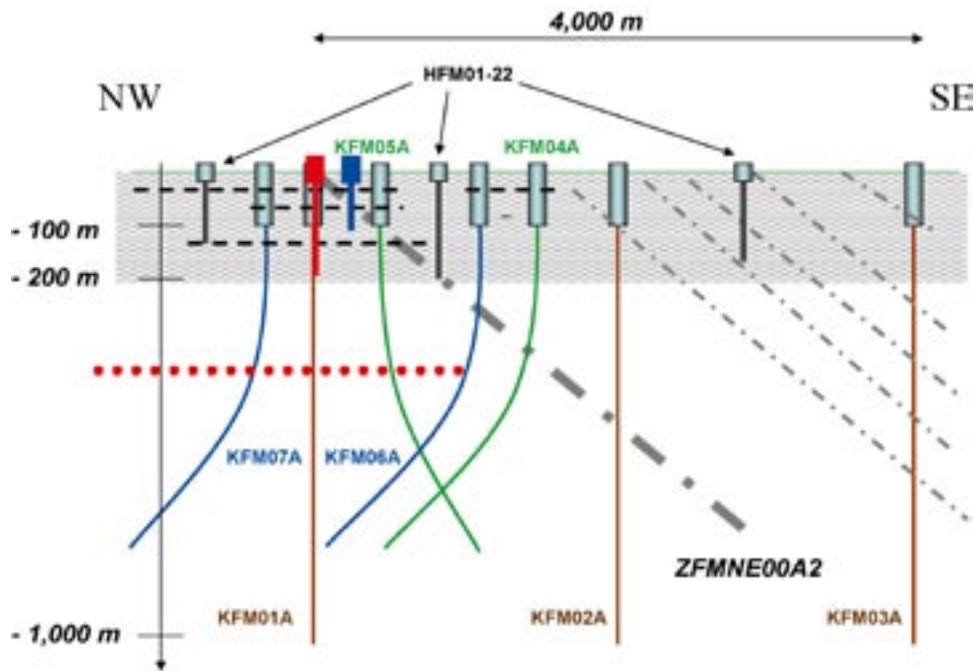 4,000 m
HFM01-22
NW
SE
KFM05A
KFM04A
- 100 m
- 200 m
KFM07A
KFM06A
ZFMNE00A2
KFM01A
KFM02A
KFM03A
- 1,000 m